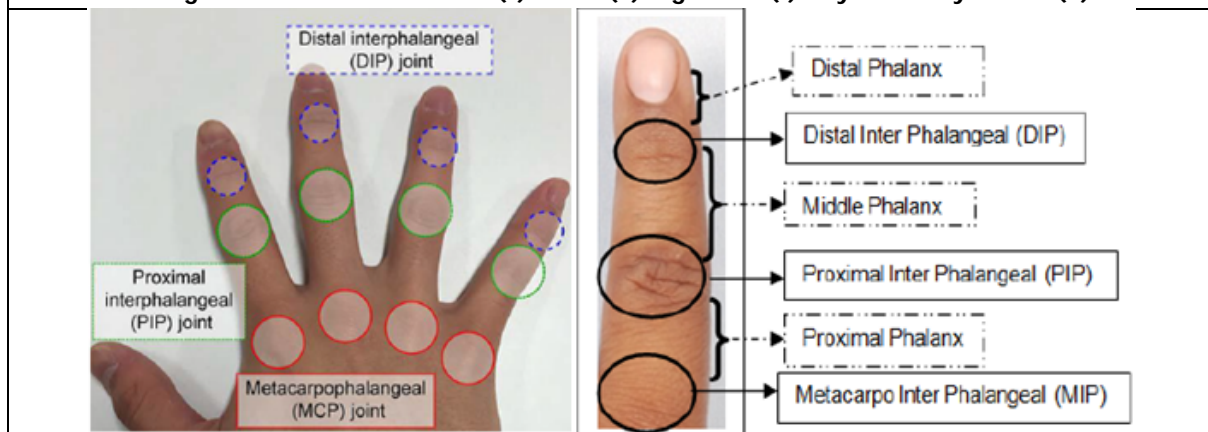 Distal interphalangeal
(DIP) joint
Proximal
interphalangeal
(PIP) joint
Metacarpophalangeal
(MCP) joint
Distal Phalanx
Distal Inter Phalangeal (DIP)
Middle Phalanx
Proximal Inter Phalangeal (PIP)
Proximal Phalanx
Metacarpo Inter Phalangeal (MIP)